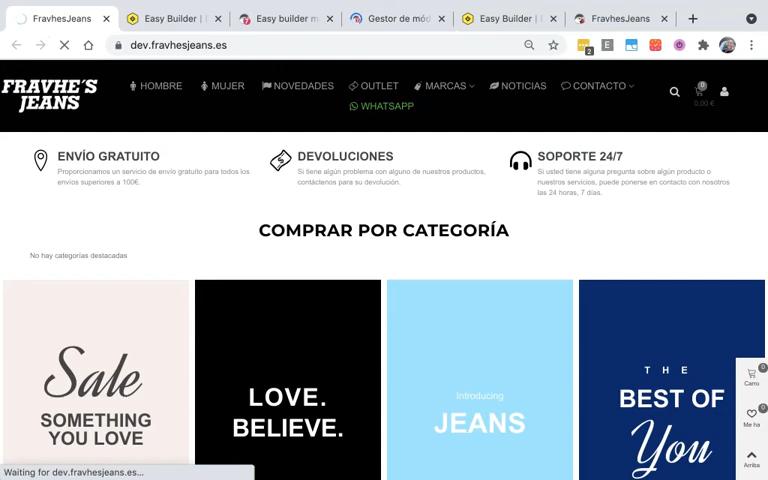 FravhesJeans
Easy Builder | E
Easy builder m
Gestor de mód
Easy Builder | E
FravhesJeans
dev.fravhesjeans.es
2
FRAVHE'S JEANS
HOMBRE MUJER NOVEDADES OUTLET MARCAS NOTICIAS CONTACTO
WHATSAPP
0
0,00 €
ENVÍO GRATUITO
Proporcionamos un servicio de envío gratuito para todos los
envíos superiores a 100€.
DEVOLUCIONES
Si tiene algún problema con alguno de nuestros productos,
contáctenos para su devolución.
SOPORTE 24/7
Si usted tiene alguna pregunta sobre algún producto o
nuestros servicios, puede ponerse en contacto con nosotros
las 24 horas, 7 días.
COMPRAR POR CATEGORÍA
No hay categorías destacadas
Sale
SOMETHING
YOU LOVE
LOVE.
BELIEVE.
Introducing
JEANS
THE
BEST OF
You
0
Carro
0
Me ha
Arriba
Waiting for dev.fravhesjeans.es...